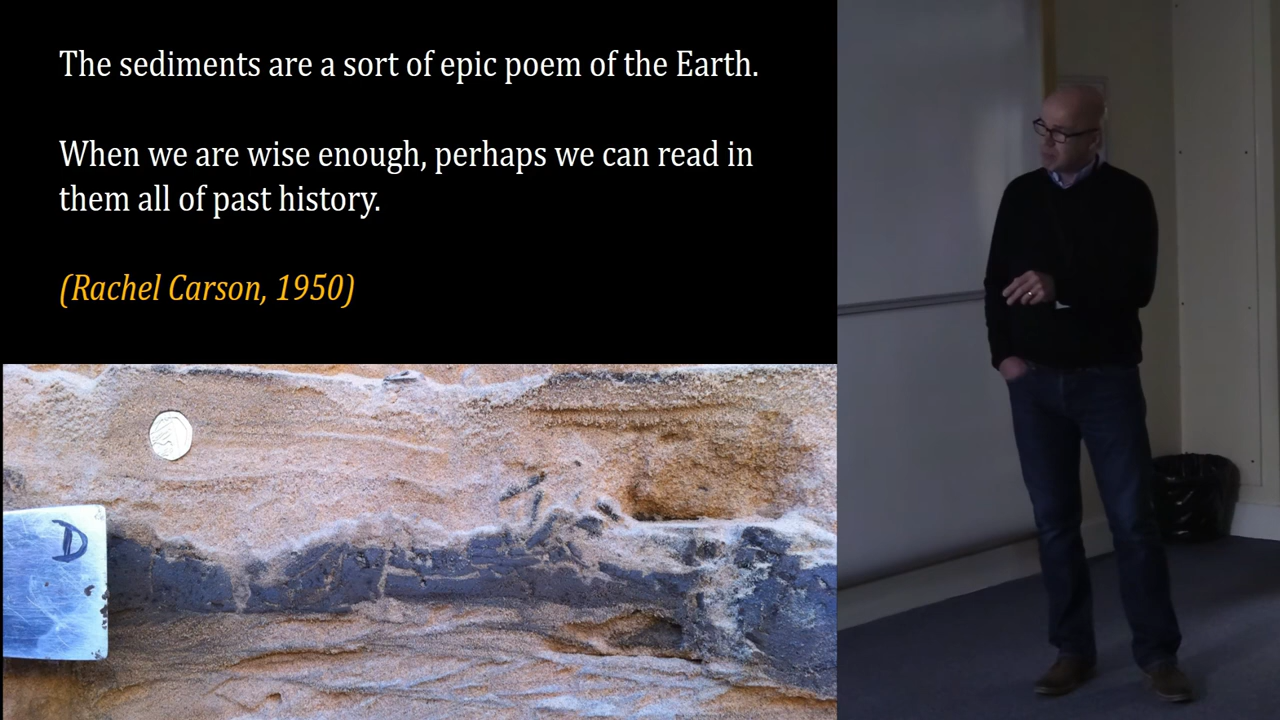 The sediments are a sort of epic poem of the Earth.
When we are wise enough, perhaps we can read in
them all of past history.
(Rachel Carson, 1950)
D